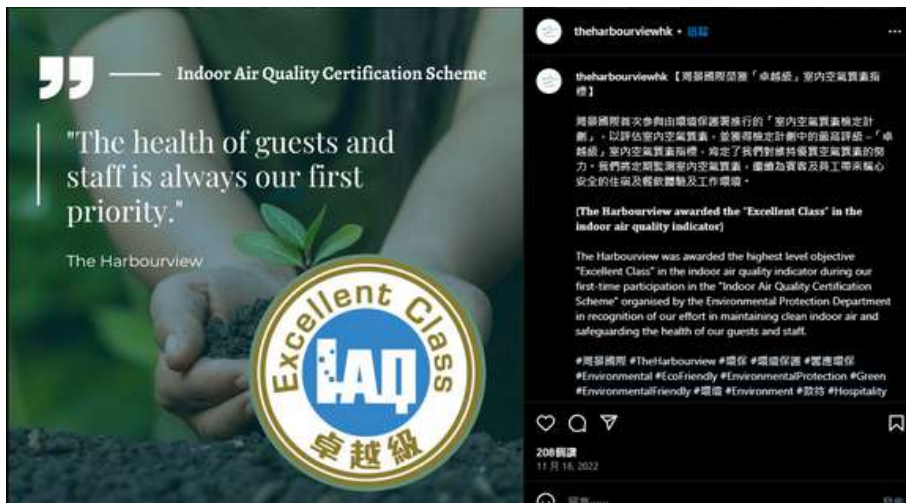 Indoor Air Quality Certification Scheme
"The health of guests and
staff is always our first
priority."
The Harbourview
Excellent Class
IAQ
卓越級
theharbourviewhk • 追蹤
theharbourviewhk 【灣景國際榮獲「卓越級」室內空氣質素指
標】
灣景國際首次參與由環境保護署推行的「室內空氣質素檢定計
劃」，以評估室內空氣質素，並獲得檢定計劃中的最高評級 -「卓
越級」室內空氣質素指標，肯定了我們對維持優質空氣質素的努
力。我們將定期監測室內空氣質素，繼續為賓客及員工帶來稱心
安全的住宿及餐飲體驗及工作環境。
[The Harbourview awarded the "Excellent Class" in the
indoor air quality indicator]
The Harbourview was awarded the highest level objective
"Excellent Class" in the indoor air quality indicator during our
first-time participation in the "Indoor Air Quality Certification
Scheme" organised by the Environmental Protection Department
in recognition of our effort in maintaining clean indoor air and
safeguarding the health of our guests and staff.
#灣景國際 #TheHarbourview #環保 #環境保護 #響應環保
#Environmental #EcoFriendly #EnvironmentalProtection #Green
#EnvironmentalFriendly #環境 #Environment #款待 #Hospitality
208個讚
11 月 16, 2022